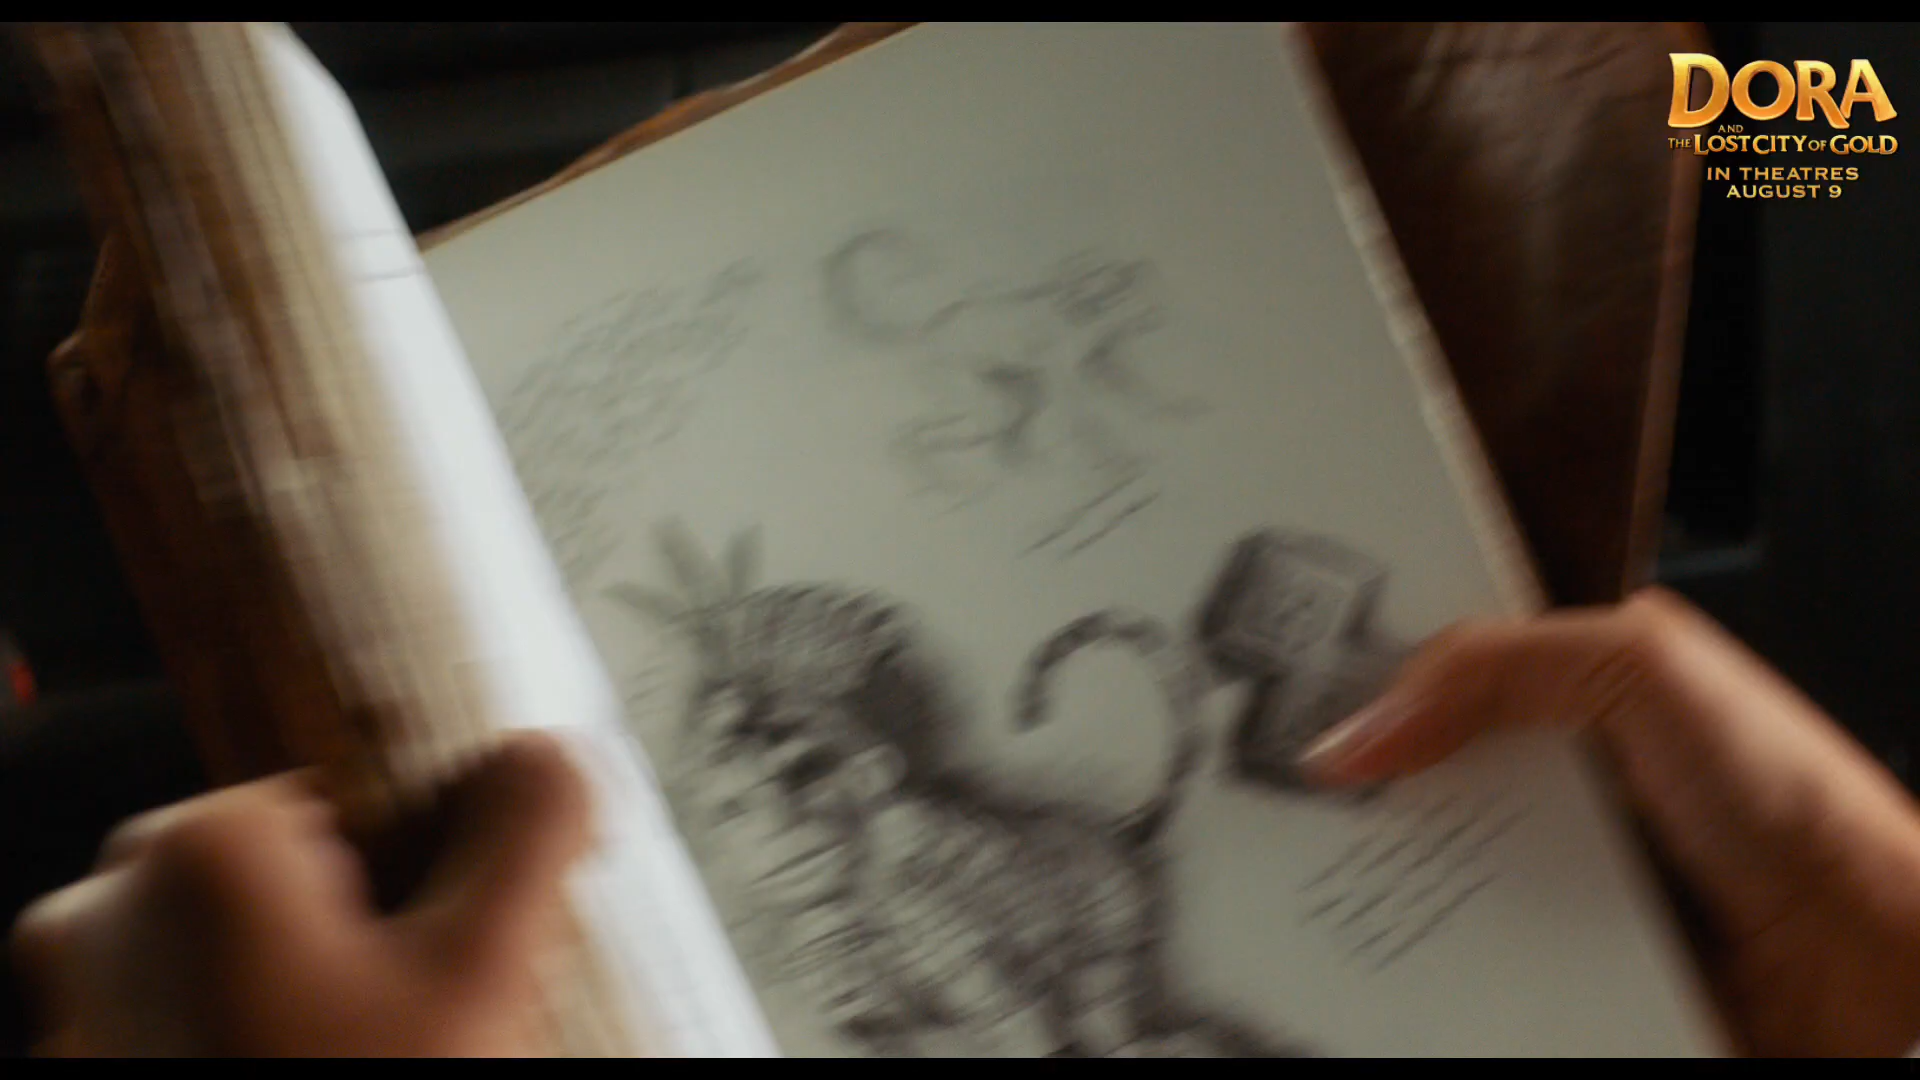 DORA
AND
THE LOST CITY OF GOLD
IN THEATRES
AUGUST 9